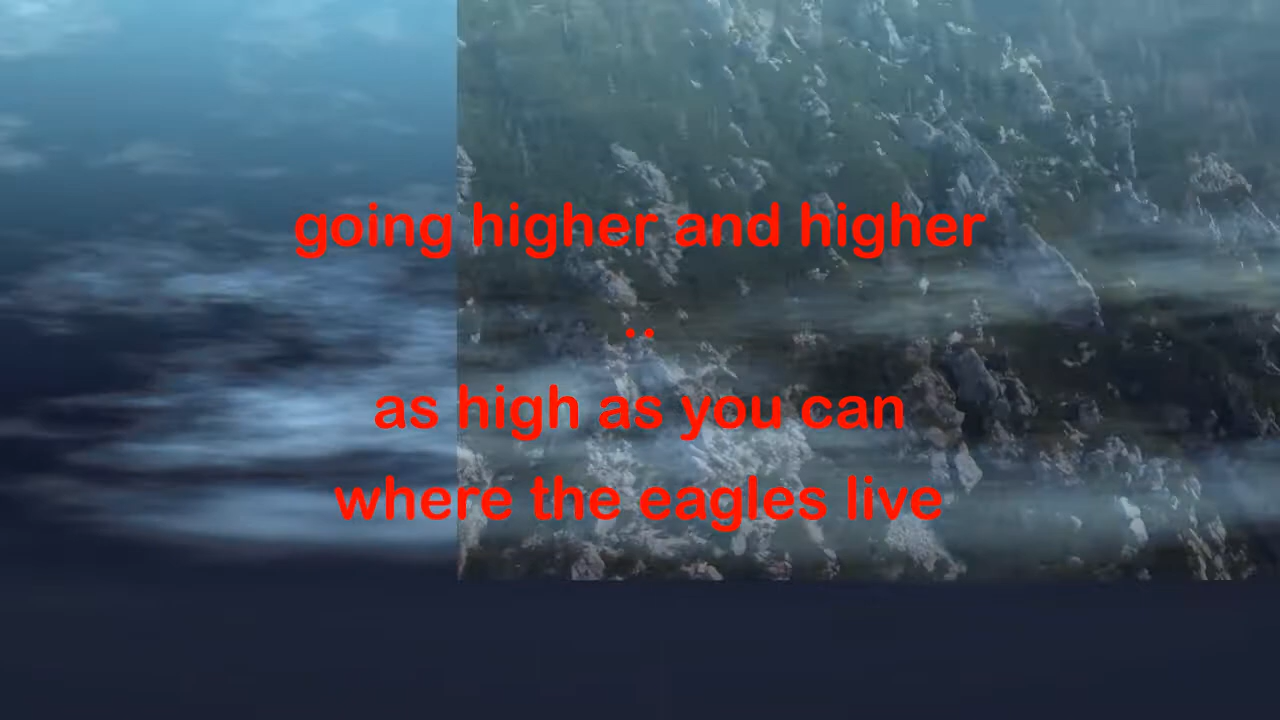 going higher and higher
..
as high as you can
where the eagles live